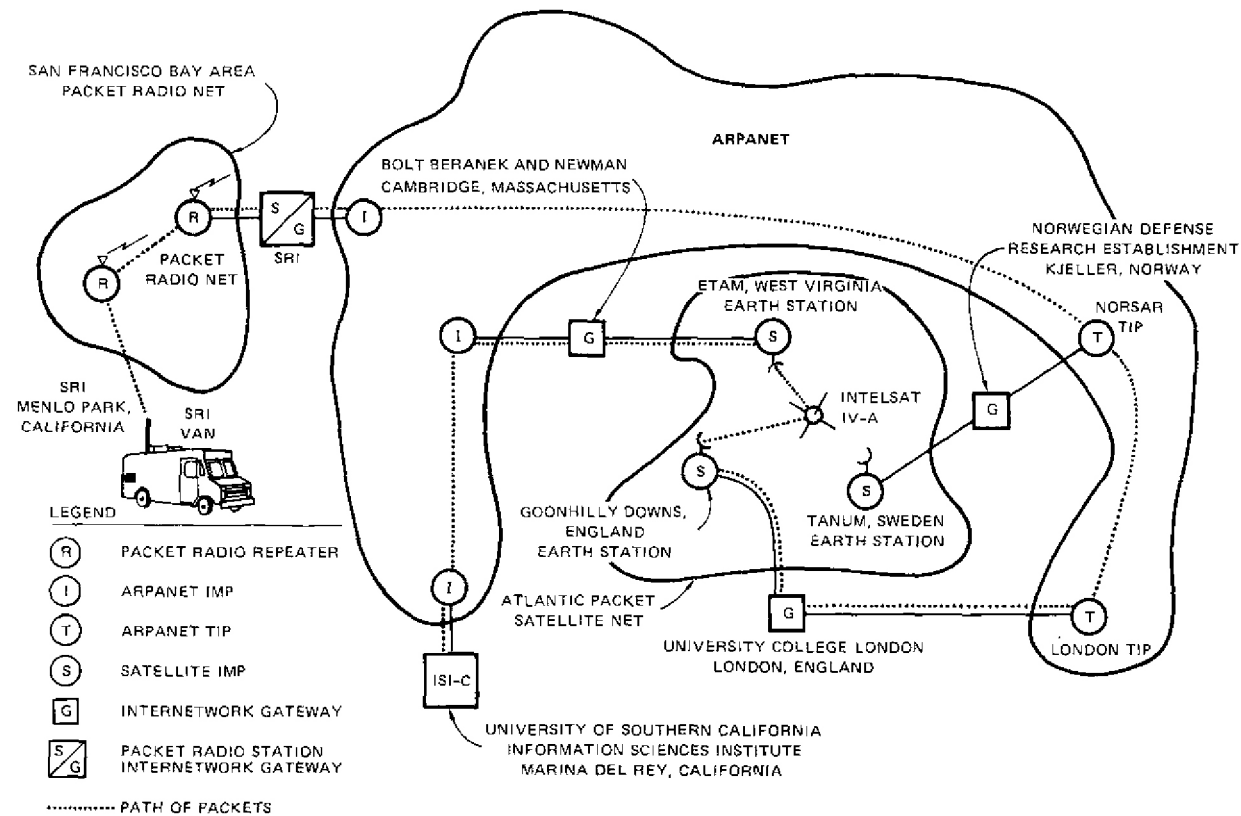 SAN FRANCISCO BAY AREA
PACKET RADIO NET
ARPANET
BOLT BERANEK AND NEWMAN
CAMBRIDGE, MASSACHUSETTS
S
G
SRI
I
R
PACKET
RADIO NET
R
NORWEGIAN DEFENSE
RESEARCH ESTABLISHMENT
KJELLER, NORWAY
ETAM, WEST VIRGINIA
EARTH STATION
NORSAR
TIP
T
I
G
S
INTELSAT
IV-A
G
SRI
MENLO PARK,
CALIFORNIA
SRI
VAN
S
S
GOONHILLY DOWNS,
ENGLAND
EARTH STATION
TANUM, SWEDEN
EARTH STATION
I
ATLANTIC PACKET
SATELLITE NET
G
T
UNIVERSITY COLLEGE LONDON
LONDON, ENGLAND
LONDON TIP
ISI-C
UNIVERSITY OF SOUTHERN CALIFORNIA
INFORMATION SCIENCES INSTITUTE
MARINA DEL REY, CALIFORNIA
LEGEND
R PACKET RADIO REPEATER
I ARPANET IMP
T ARPANET TIP
S SATELLITE IMP
G INTERNETWORK GATEWAY
S PACKET RADIO STATION
G INTERNETWORK GATEWAY
PATH OF PACKETS